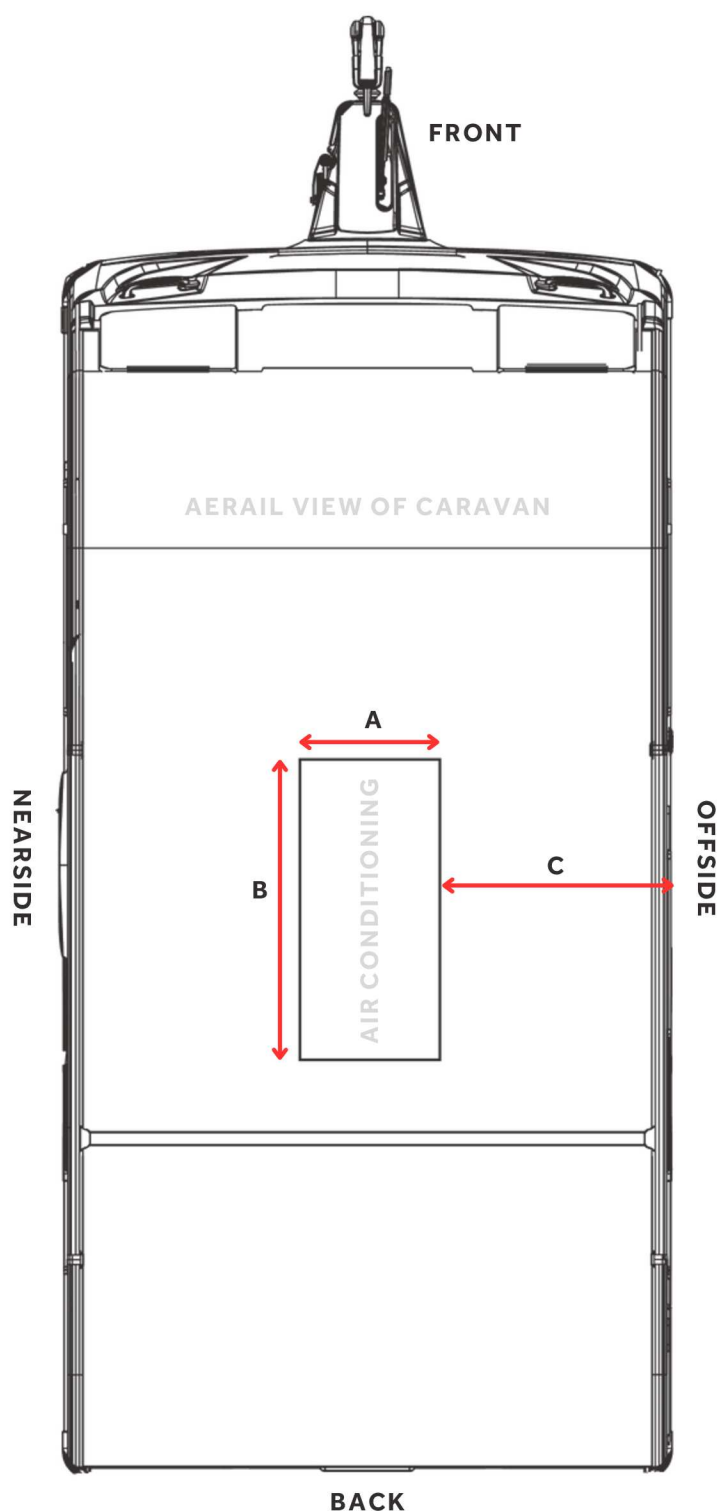 FRONT
AERAIL VIEW OF CARAVAN
A
NEARSIDE
B
AIR CONDITIONING
C
OFFSIDE
BACK